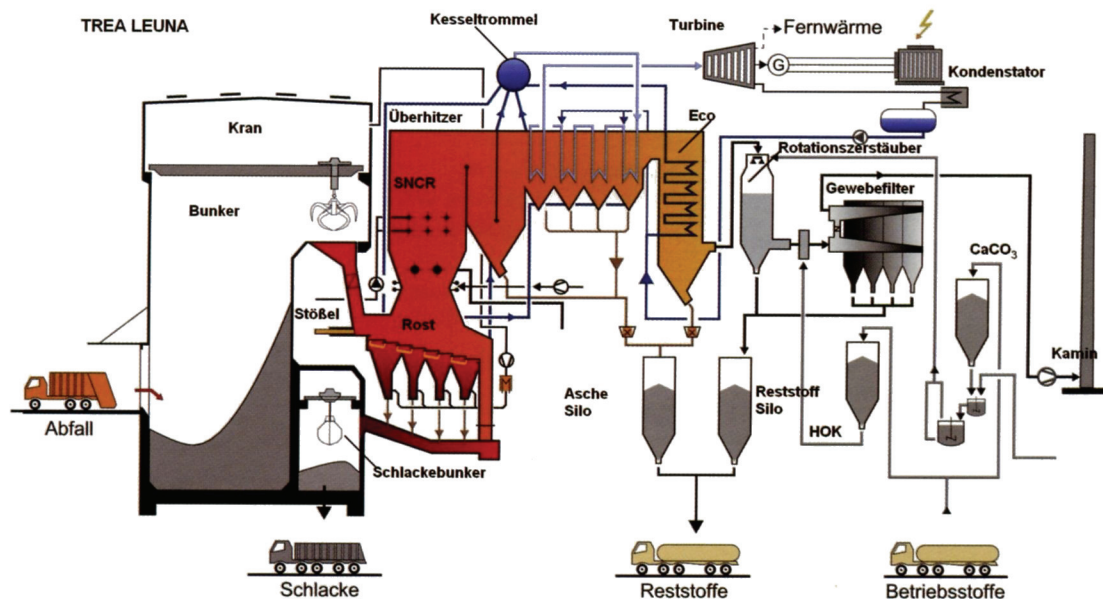 TREA LEUNA
Kesseltrommel
Turbine
Fernwärme
G
Kondenstator
Kran
Überhitzer
Eco
Rotationszerstäuber
SNCR
Bunker
Gewebefilter
CaCO₃
Stößel
Rost
Kamin
Asche
Silo
Reststoff
Silo
HOK
Abfall
M
Schlackebunker
Schlacke
Reststoffe
Betriebsstoffe